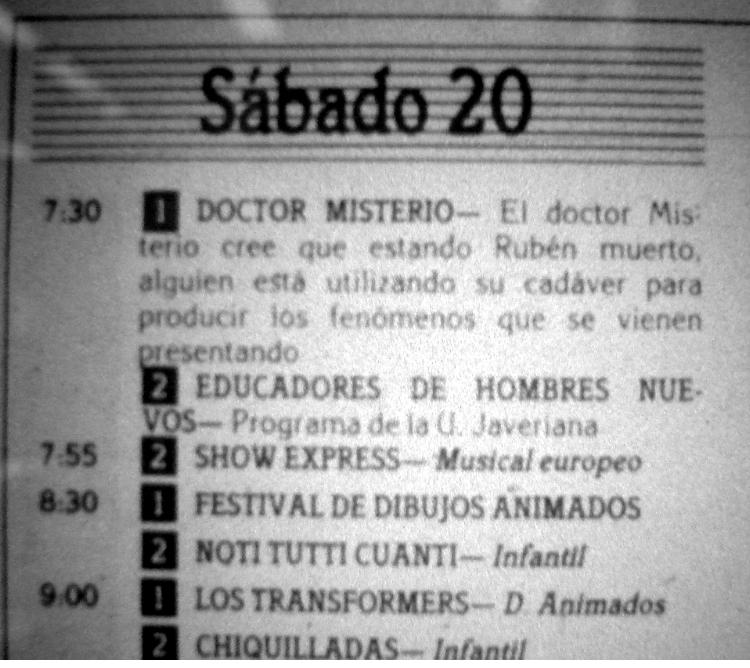 Sábado 20
7:30 1 DOCTOR MISTERIO— El doctor Mis-
terio cree que estando Rubén muerto,
alguien está utilizando su cadáver para
producir los fenómenos que se vienen
presentando
2 EDUCADORES DE HOMBRES NUE-
VOS— Programa de la U. Javeriana
7:55 2 SHOW EXPRESS— Musical europeo
8:30 1 FESTIVAL DE DIBUJOS ANIMADOS
2 NOTI TUTTI CUANTI— Infantil
9:00 1 LOS TRANSFORMERS— D. Animados
2 CHIQUILLADAS— Infantil